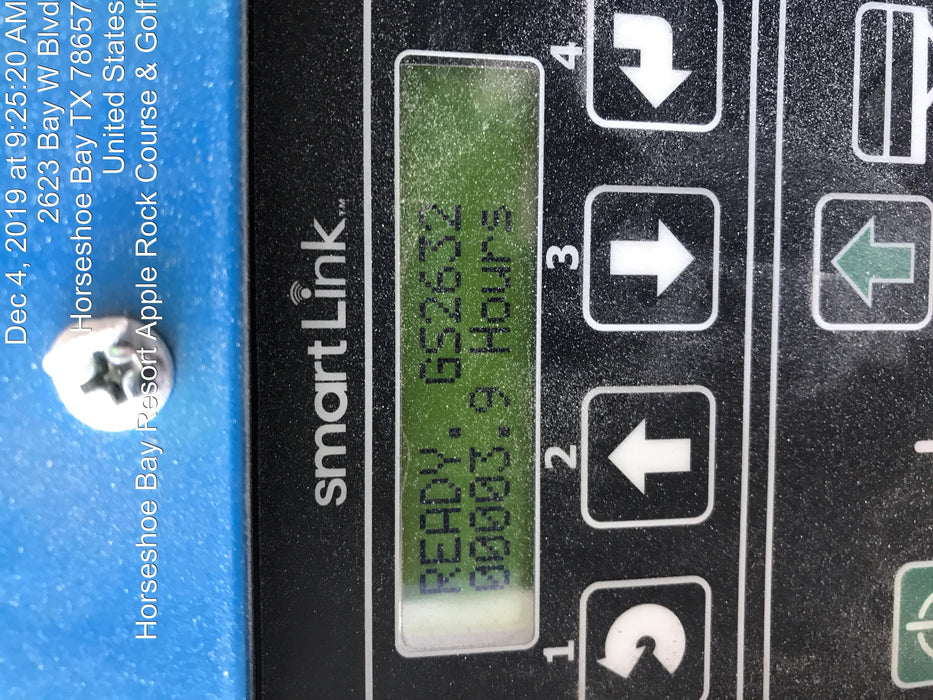 Dec 4, 2019 at 9:25:20 AM
2623 Bay W Blvd
Horseshoe Bay TX 78657
United States
Horseshoe Bay Resort Apple Rock Course & Golf
smartLink™
READY. GS2632
00003.9 Hours
1 2 3 4